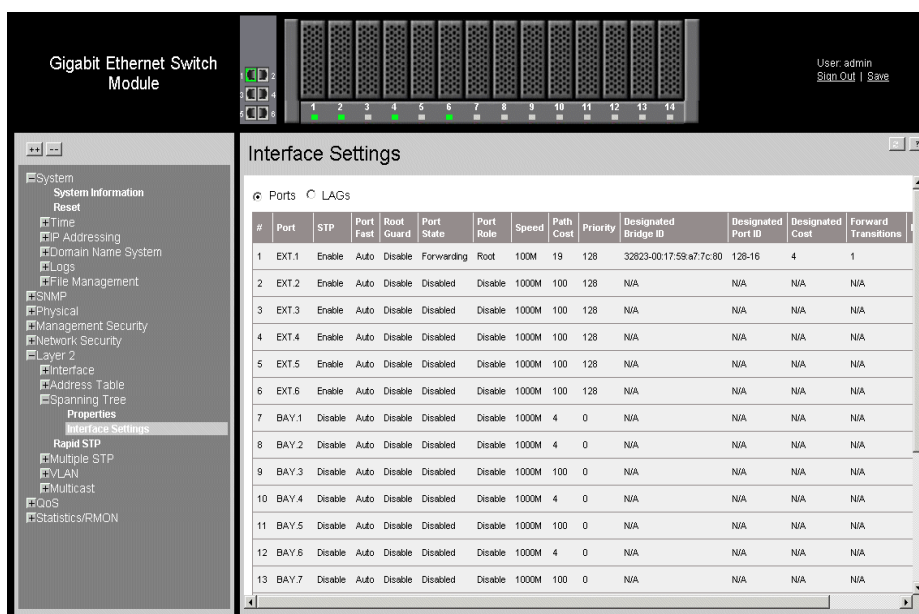 Gigabit Ethernet Switch
Module
1 2
3 4
5 6
1 2 3 4 5 6 7 8 9 10 11 12 13 14
User: admin
Sign Out | Save
++ --
System
System Information
Reset
Time
IP Addressing
Domain Name System
Logs
File Management
SNMP
Physical
Management Security
Network Security
Layer 2
Interface
Address Table
Spanning Tree
Properties
Interface Settings
Rapid STP
Multiple STP
VLAN
Multicast
QoS
Statistics/RMON
Interface Settings
?
Ports LAGs
# Port STP Port Fast Root Guard Port State Port Role Speed Path Cost Priority Designated Bridge ID Designated Port ID Designated Cost Forward Transitions
1 EXT.1 Enable Auto Disable Forwarding Root 100M 19 128 32823-00:17:59:a7:7c:80 128-16 4 1
2 EXT.2 Enable Auto Disable Disabled Disable 1000M 100 128 N/A N/A N/A N/A
3 EXT.3 Enable Auto Disable Disabled Disable 1000M 100 128 N/A N/A N/A N/A
4 EXT.4 Enable Auto Disable Disabled Disable 1000M 100 128 N/A N/A N/A N/A
5 EXT.5 Enable Auto Disable Disabled Disable 1000M 100 128 N/A N/A N/A N/A
6 EXT.6 Enable Auto Disable Disabled Disable 1000M 100 128 N/A N/A N/A N/A
7 BAY.1 Disable Auto Disable Disabled Disable 1000M 4 0 N/A N/A N/A N/A
8 BAY.2 Disable Auto Disable Disabled Disable 1000M 4 0 N/A N/A N/A N/A
9 BAY.3 Disable Auto Disable Disabled Disable 1000M 100 0 N/A N/A N/A N/A
10 BAY.4 Disable Auto Disable Disabled Disable 1000M 4 0 N/A N/A N/A N/A
11 BAY.5 Disable Auto Disable Disabled Disable 1000M 100 0 N/A N/A N/A N/A
12 BAY.6 Disable Auto Disable Disabled Disable 1000M 4 0 N/A N/A N/A N/A
13 BAY.7 Disable Auto Disable Disabled Disable 1000M 100 0 N/A N/A N/A N/A